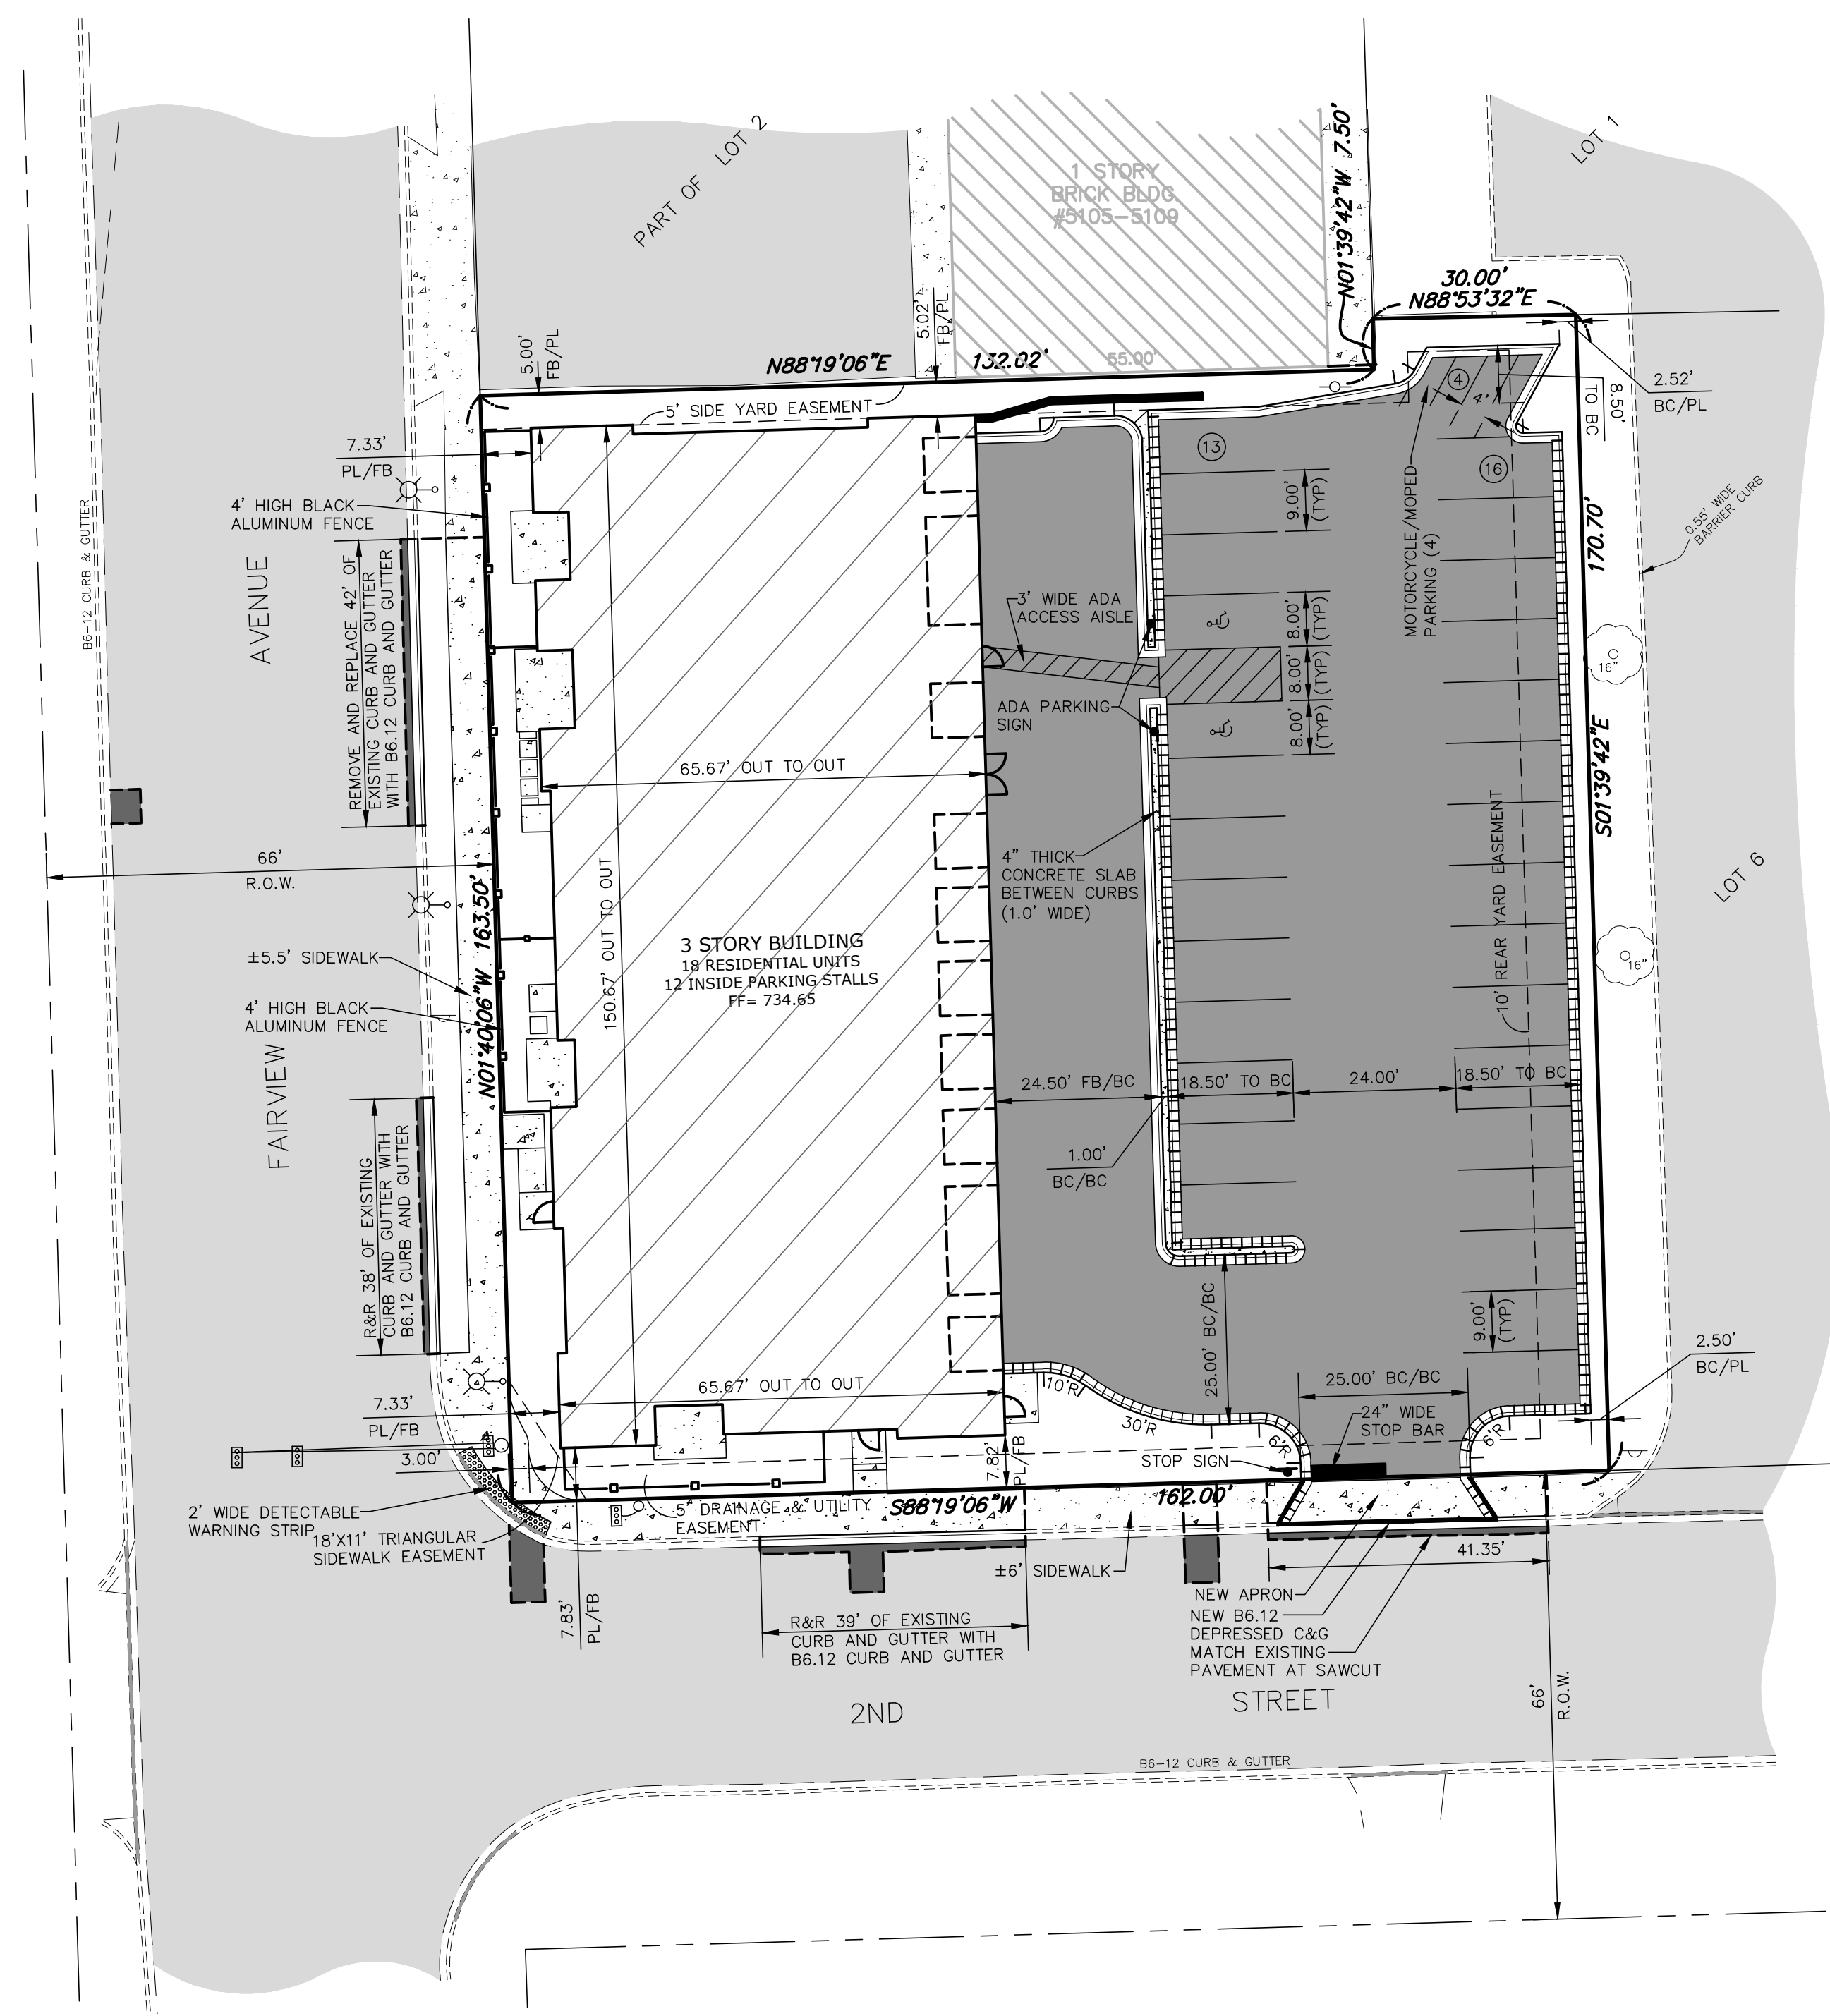 PART OF LOT 2
1 STORY
BRICK BLDG.
#5105-5109
55.00'
N01°39'42"W 7.50'
LOT 1
30.00'
N88°53'32"E
5.00'
FB/PL
5.02'
FB/PL
N88°19'06"E 132.02'
5' SIDE YARD EASEMENT
2.52'
BC/PL
8.50'
TO BC
4
4'
13
16
7.33'
PL/FB
4' HIGH BLACK
ALUMINUM FENCE
B6-12 CURB & GUTTER
AVENUE
REMOVE AND REPLACE 42' OF
EXISTING CURB AND GUTTER
WITH B6.12 CURB AND GUTTER
9.00'
(TYP)
MOTORCYCLE/MOPED
PARKING (4)
170.70'
0.55' WIDE
BARRIER CURB
3' WIDE ADA
ACCESS AISLE
8.00'
(TYP)
8.00'
(TYP)
8.00'
(TYP)
16"
ADA PARKING
SIGN
65.67' OUT TO OUT
S01°39'42"E
10' REAR YARD EASEMENT
66'
R.O.W.
4" THICK
CONCRETE SLAB
BETWEEN CURBS
(1.0' WIDE)
LOT 6
150.67' OUT TO OUT
3 STORY BUILDING
18 RESIDENTIAL UNITS
12 INSIDE PARKING STALLS
FF= 734.65
±5.5' SIDEWALK
16"
4' HIGH BLACK
ALUMINUM FENCE
N01°40'06"W 163.50'
FAIRVIEW
24.50' FB/BC
18.50' TO BC
24.00'
18.50' TO BC
1.00'
BC/BC
R&R 38' OF EXISTING
CURB AND GUTTER WITH
B6.12 CURB AND GUTTER
25.00' BC/BC
9.00'
(TYP)
2.50'
BC/PL
65.67' OUT TO OUT
10'R
25.00' BC/BC
7.33'
PL/FB
30'R
6'R
24" WIDE
STOP BAR
6'R
3.00'
7.82'
PL/FB
STOP SIGN
2' WIDE DETECTABLE
WARNING STRIP
5' DRAINAGE & UTILITY
EASEMENT
S88°19'06"W 162.00'
18'X11' TRIANGULAR
SIDEWALK EASEMENT
±6' SIDEWALK
41.35'
7.83'
PL/FB
R&R 39' OF EXISTING
CURB AND GUTTER WITH
B6.12 CURB AND GUTTER
NEW APRON
NEW B6.12
DEPRESSED C&G
MATCH EXISTING
PAVEMENT AT SAWCUT
66'
R.O.W.
2ND STREET
B6-12 CURB & GUTTER